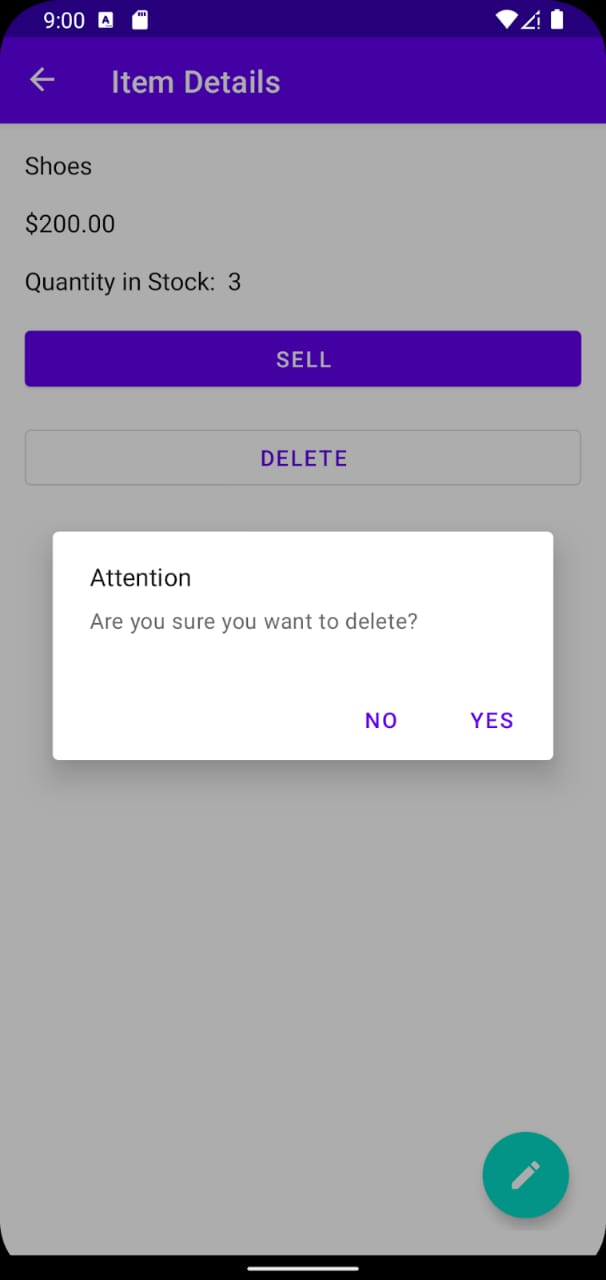 9:00
Item Details
Shoes
$200.00
Quantity in Stock: 3
SELL
DELETE
Attention
Are you sure you want to delete?
NO YES